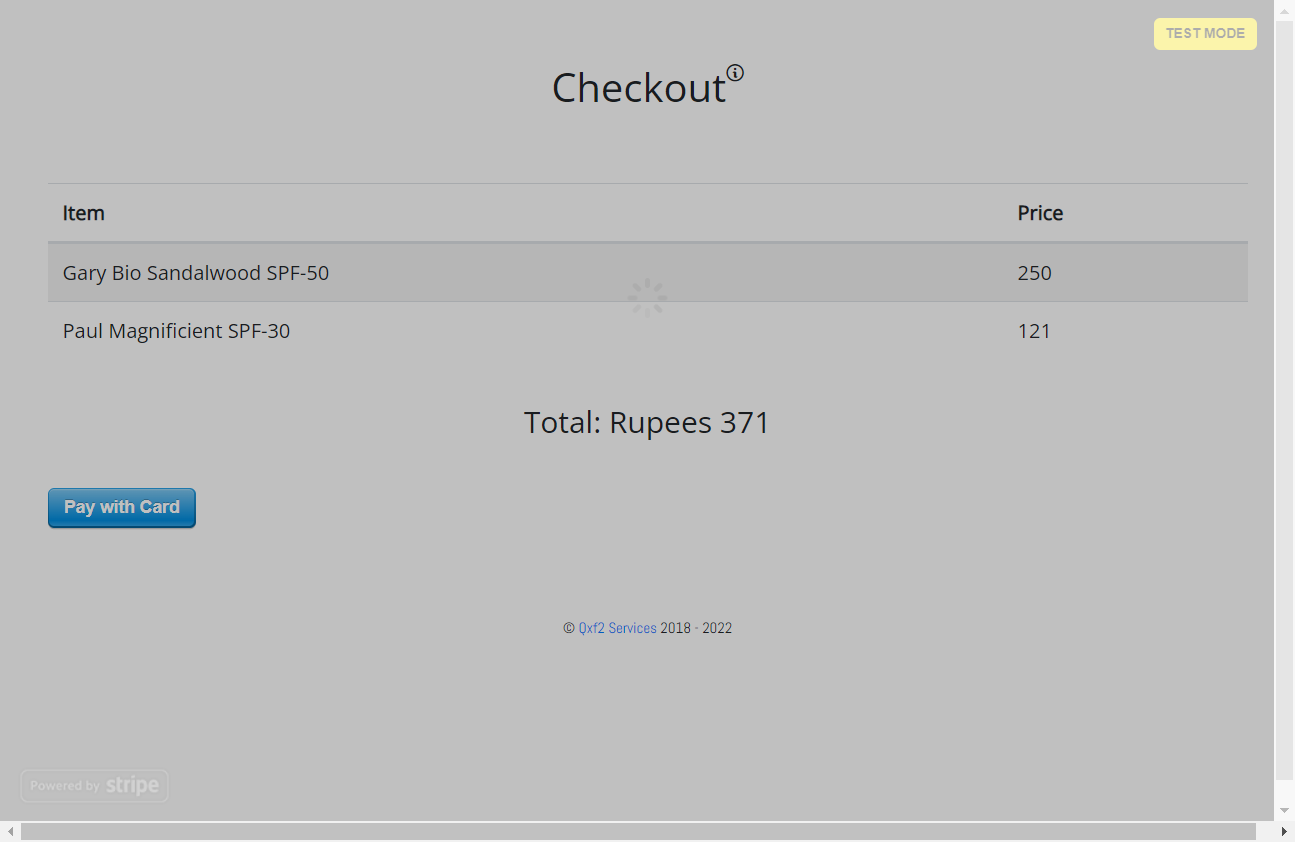 TEST MODE
Checkout
Item Price
Gary Bio Sandalwood SPF-50 250
Paul Magnificient SPF-30 121
Total: Rupees 371
Pay with Card
© Qxf2 Services 2018 - 2022
Powered by stripe